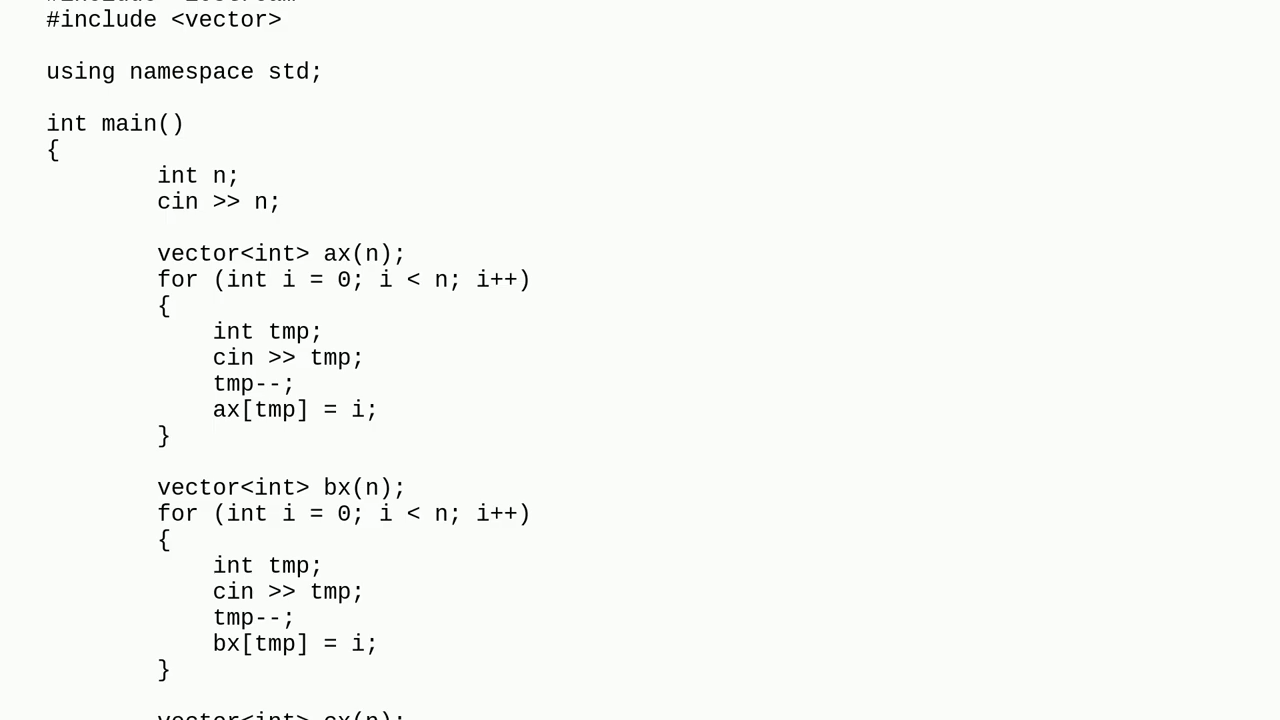 #include <vector>

using namespace std;

int main()
{
        int n;
        cin >> n;

        vector<int> ax(n);
        for (int i = 0; i < n; i++)
        {
            int tmp;
            cin >> tmp;
            tmp--;
            ax[tmp] = i;
        }

        vector<int> bx(n);
        for (int i = 0; i < n; i++)
        {
            int tmp;
            cin >> tmp;
            tmp--;
            bx[tmp] = i;
        }